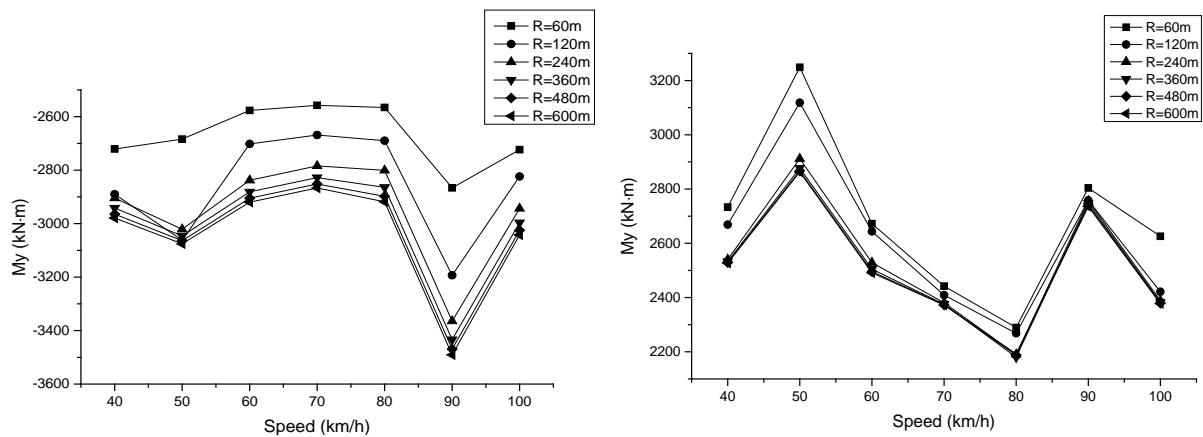 R=60m
R=120m
R=240m
R=360m
R=480m
R=600m
-2600
-2800
-3000
-3200
-3400
-3600
My (kN·m)
40 50 60 70 80 90 100
Speed (km/h)
R=60m
R=120m
R=240m
R=360m
R=480m
R=600m
3200
3000
2800
2600
2400
2200
My (kN·m)
40 50 60 70 80 90 100
Speed (km/h)